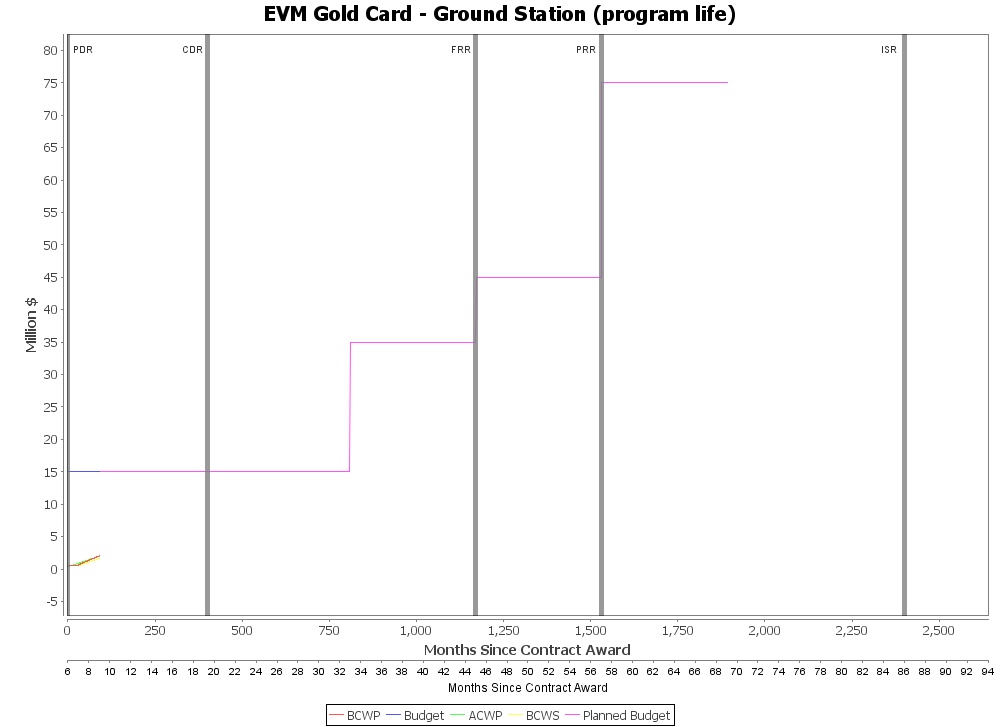 EVM Gold Card - Ground Station (program life)
PDR CDR FRR PRR ISR
80
75
70
65
60
55
50
45
40
35
30
25
20
15
10
5
0
-5
Million $
0 250 500 750 1,000 1,250 1,500 1,750 2,000 2,250 2,500
Months Since Contract Award
6 8 10 12 14 16 18 20 22 24 26 28 30 32 34 36 38 40 42 44 46 48 50 52 54 56 58 60 62 64 66 68 70 72 74 76 78 80 82 84 86 88 90 92 94
Months Since Contract Award
BCWP Budget ACWP BCWS Planned Budget